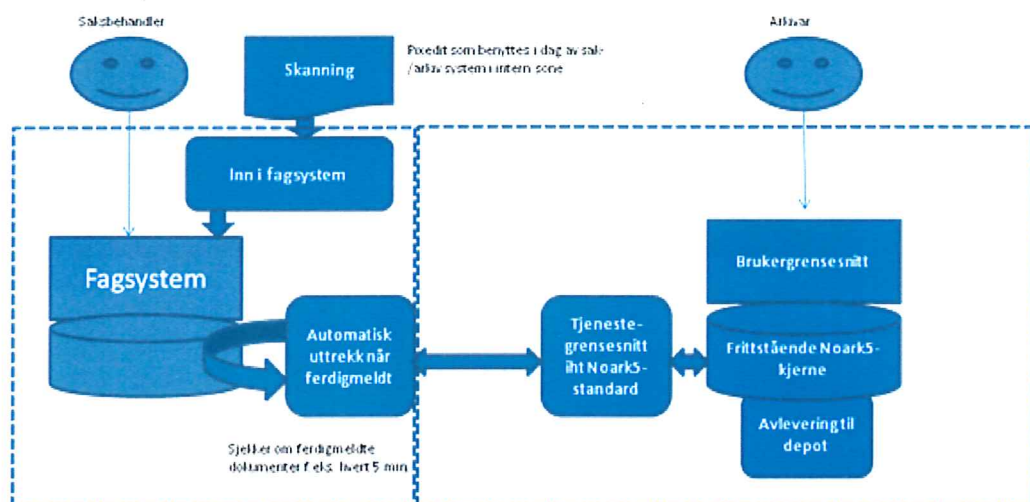 Saksbehandler
Arkivar
Skanning
Pixedit som benyttes i dag av sak-
/arkiv system i intern sone
Inn i fagsystem
Fagsystem
Automatisk
uttrekk når
ferdigmeldt
Sjekker om ferdigmeldte
dokumenter f eks. hvert 5 min
Tjeneste-
grensesnitt
iht Noark5-
standard
Brukergrensesnitt
Frittstående Noark5-
kjerne
Avlevering til
depot